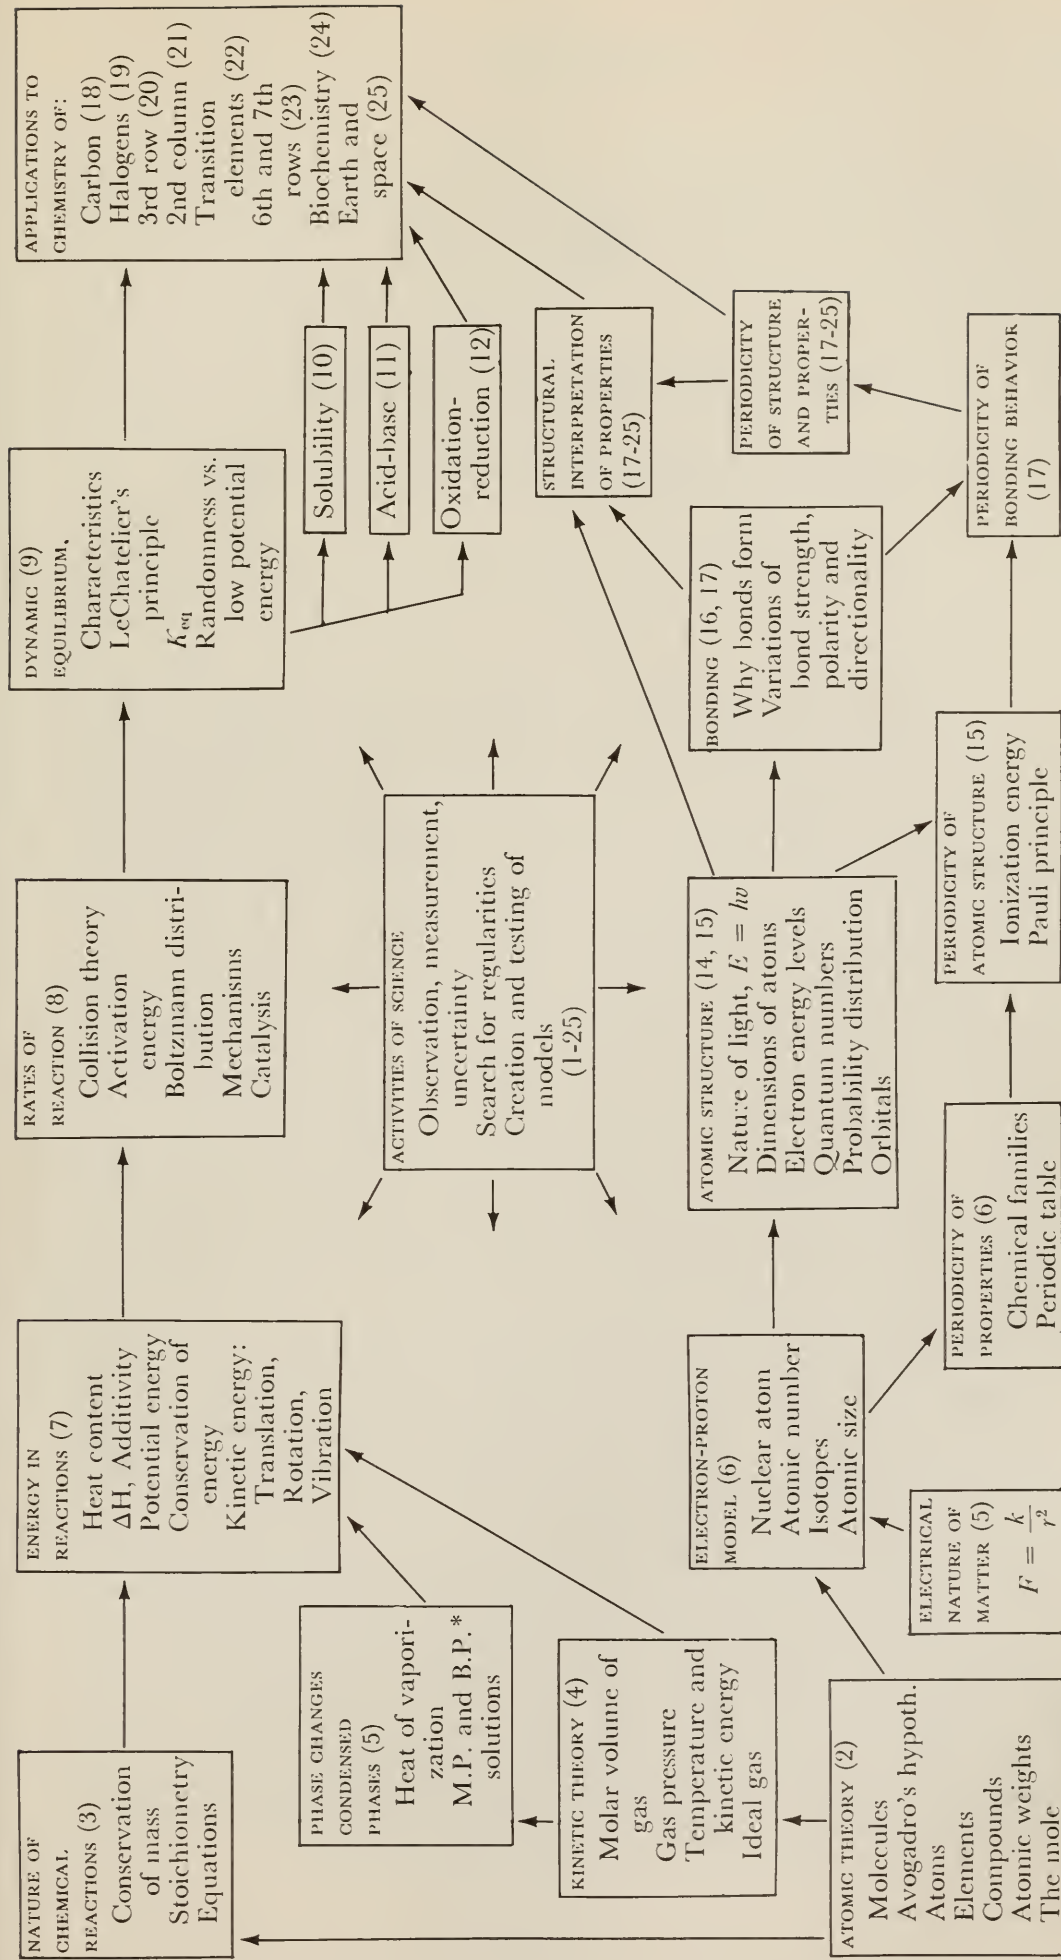 NATURE OF
CHEMICAL
REACTIONS (3)
Conservation
of mass
Stoichiometry
Equations
ENERGY IN
REACTIONS (7)
Heat content
ΔH, Additivity
Potential energy
Conservation of
energy
Kinetic energy:
Translation,
Rotation,
Vibration
RATES OF
REACTION (8)
Collision theory
Activation
energy
Boltzmann distri-
bution
Mechanisms
Catalysis
DYNAMIC (9)
EQUILIBRIUM,
Characteristics
LeChatelier's
principle
Keq
Randomness vs.
low potential
energy
APPLICATIONS TO
CHEMISTRY OF:
Carbon (18)
Halogens (19)
3rd row (20)
2nd column (21)
Transition
elements (22)
6th and 7th
rows (23)
Biochemistry (24)
Earth and
space (25)
PHASE CHANGES
CONDENSED
PHASES (5)
Heat of vapori-
zation
M.P. and B.P.*
solutions
Solubility (10)
Acid-base (11)
Oxidation-
reduction (12)
ACTIVITIES OF SCIENCE
Observation, measurement,
uncertainty
Search for regularities
Creation and testing of
models
(1-25)
KINETIC THEORY (4)
Molar volume of
gas
Gas pressure
Temperature and
kinetic energy
Ideal gas
STRUCTURAL
INTERPRETATION
OF PROPERTIES
(17-25)
ELECTRON-PROTON
MODEL (6)
Nuclear atom
Atomic number
Isotopes
Atomic size
ATOMIC STRUCTURE (14, 15)
Nature of light, E = hν
Dimensions of atoms
Electron energy levels
Quantum numbers
Probability distribution
Orbitals
BONDING (16, 17)
Why bonds form
Variations of
bond strength,
polarity and
directionality
PERIODICITY
OF STRUCTURE
AND PROPER-
TIES (17-25)
ATOMIC THEORY (2)
Molecules
Avogadro's hypoth.
Atoms
Elements
Compounds
Atomic weights
The mole
ELECTRICAL
NATURE OF
MATTER (5)
F = k/r²
PERIODICITY OF
PROPERTIES (6)
Chemical families
Periodic table
PERIODICITY OF
ATOMIC STRUCTURE (15)
Ionization energy
Pauli principle
PERIODICITY OF
BONDING BEHAVIOR
(17)